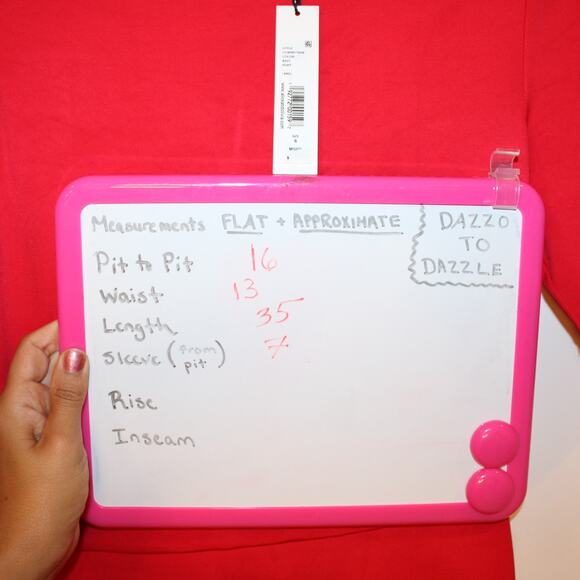 Measurements FLAT + APPROXIMATE
DAZZO
TO
DAZZLE
Pit to Pit 16
Waist 13
Length 35
Sleeve (from pit) 7
Rise
Inseam